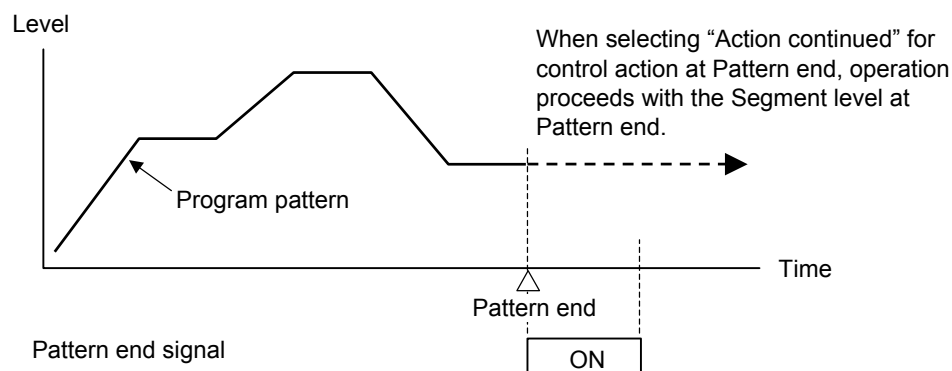 Level
When selecting “Action continued” for
control action at Pattern end, operation
proceeds with the Segment level at
Pattern end.
Program pattern
Time
Pattern end
Pattern end signal
ON